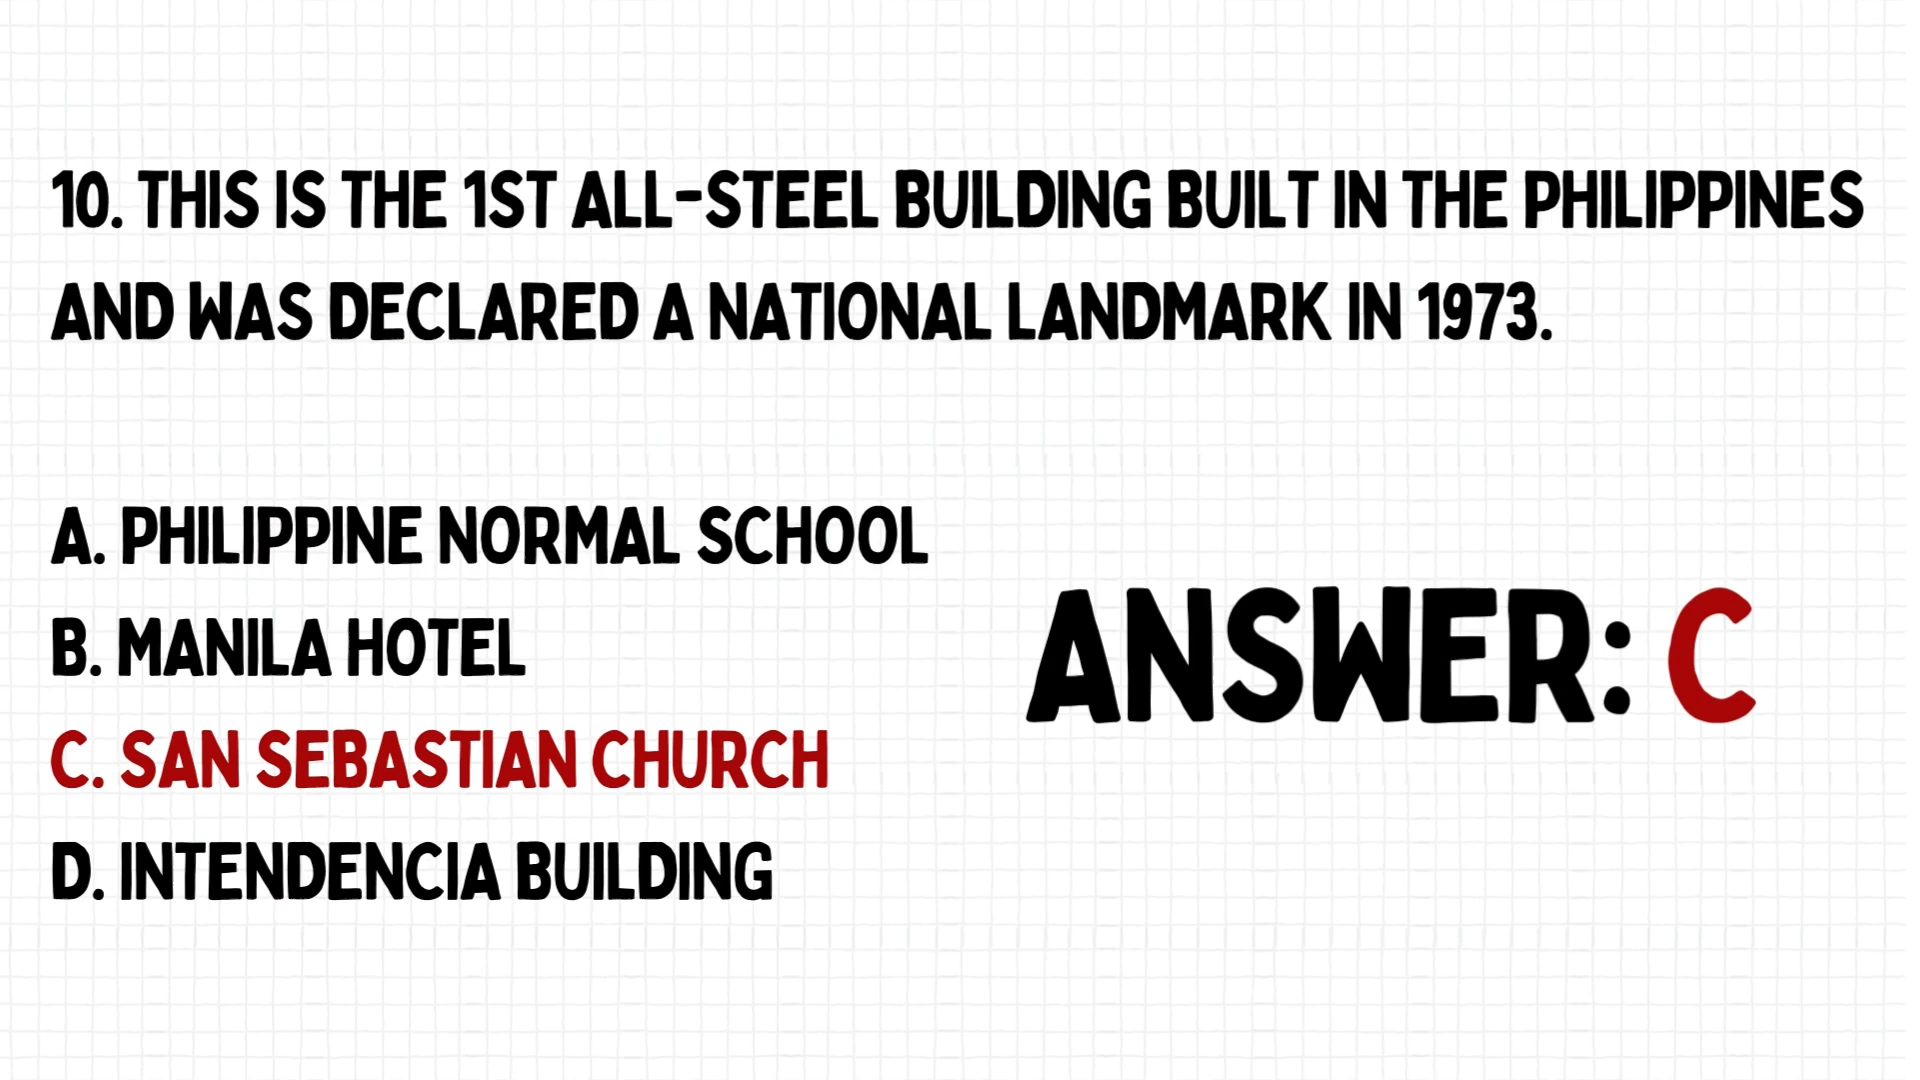 10. THIS IS THE 1ST ALL-STEEL BUILDING BUILT IN THE PHILIPPINES
AND WAS DECLARED A NATIONAL LANDMARK IN 1973.
A. PHILIPPINE NORMAL SCHOOL
B. MANILA HOTEL
C. SAN SEBASTIAN CHURCH
D. INTENDENCIA BUILDING
ANSWER: C